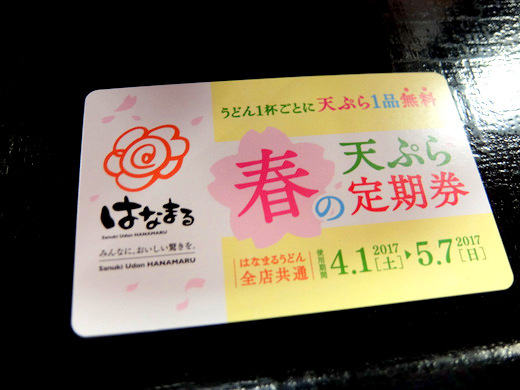 うどん1杯ごとに 天ぷら1品無料
春の天ぷら定期券
はなまる
Sanuki Udon HANAMARU
みんなに、おいしい驚きを。
Sanuki Udon HANAMARU
はなまるうどん
全店共通
使用期間
2017 4.1[土]▶2017 5.7[日]